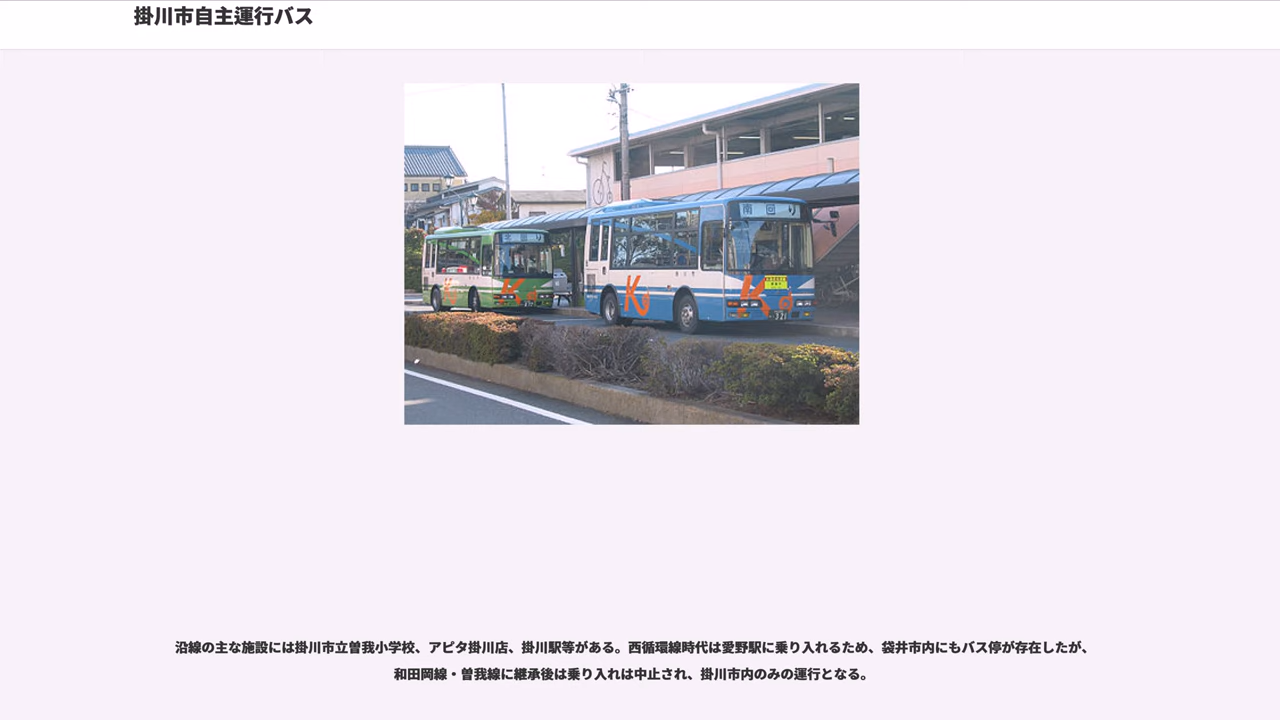 掛川市自主運行バス
南回り
321
沿線の主な施設には掛川市立曽我小学校、アピタ掛川店、掛川駅等がある。西循環線時代は愛野駅に乗り入れるため、袋井市内にもバス停が存在したが、
和田岡線・曽我線に継承後は乗り入れは中止され、掛川市内のみの運行となる。